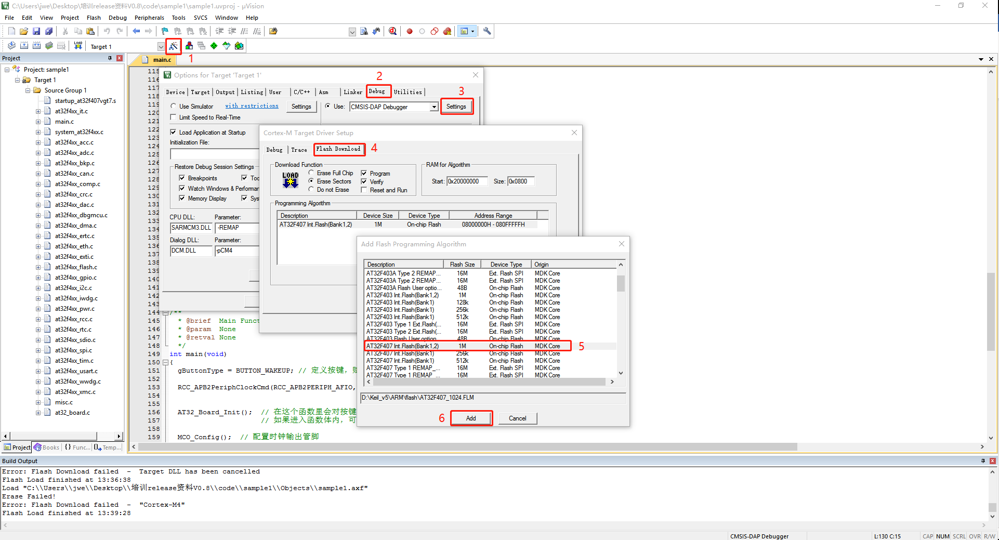 C:\Users\jwe\Desktop\培训release资料V0.8\code\sample1\sample1.uvproj - µVision
File Edit View Project Flash Debug Peripherals Tools SVCS Window Help
LOAD Target 1
1
Project
Project: sample1
Target 1
Source Group 1
startup_at32f407vgt7.s
at32f4xx_it.c
main.c
system_at32f4xx.c
at32f4xx_acc.c
at32f4xx_adc.c
at32f4xx_bkp.c
at32f4xx_can.c
at32f4xx_comp.c
at32f4xx_crc.c
at32f4xx_dac.c
at32f4xx_dbgmcu.c
at32f4xx_dma.c
at32f4xx_ertc.c
at32f4xx_eth.c
at32f4xx_exti.c
at32f4xx_flash.c
at32f4xx_gpio.c
at32f4xx_i2c.c
at32f4xx_iwdg.c
at32f4xx_pwr.c
at32f4xx_rcc.c
at32f4xx_rtc.c
at32f4xx_sdio.c
at32f4xx_spi.c
at32f4xx_tim.c
at32f4xx_usart.c
at32f4xx_wwdg.c
at32f4xx_xmc.c
misc.c
at32_board.c
Project Books {} Func... Temp...
main.c
115
116
117
118
119
120
121
122
123
124
125
126
127
128
129
130
131
132
133
134
135
136
137
138
139
140
141
142
143
144 /**
145 * @brief Main Funct
146 * @param None
147 * @retval None
148 */
149 int main(void)
150 {
151 gButtonType = BUTTON_WAKEUP; // 定义按键,
152
153 RCC_APB2PeriphClockCmd(RCC_APB2PERIPH_AFIO,
154
155
156 AT32_Board_Init(); // 在这个函数里会对按键
157 // 如果进入函数体内，可
158
159 MCO_Config(); // 配置时钟输出管脚
Options for Target 'Target 1'
2
Device Target Output Listing User C/C++ Asm Linker Debug Utilities
3
Use Simulator with restrictions Settings Use: CMSIS-DAP Debugger Settings
Limit Speed to Real-Time
Load Application at Startup
Initialization File:
Restore Debug Session Settings
Breakpoints Too
Watch Windows & Performan
Memory Display Sys
CPU DLL: Parameter:
SARMCM3.DLL -REMAP
Dialog DLL: Parameter:
DCM.DLL -pCM4
Cortex-M Target Driver Setup
Debug Trace Flash Download 4
Download Function
LOAD
Erase Full Chip Program
Erase Sectors Verify
Do not Erase Reset and Run
RAM for Algorithm
Start: 0x20000000 Size: 0x0800
Programming Algorithm
Description Device Size Device Type Address Range
AT32F407 Int.Flash(Bank1,2) 1M On-chip Flash 08000000H - 080FFFFFH
Add Flash Programming Algorithm
Description Flash Size Device Type Origin
AT32F403A Type 2 REMAP... 16M Ext. Flash SPI MDK Core
AT32F403A Type 2 REMAP... 16M Ext. Flash SPI MDK Core
AT32F403A Flash User optio... 48B On-chip Flash MDK Core
AT32F403 Int.Flash(Bank1,2) 1M On-chip Flash MDK Core
AT32F403 Int.Flash(Bank1) 128k On-chip Flash MDK Core
AT32F403 Int.Flash(Bank1) 256k On-chip Flash MDK Core
AT32F403 Int.Flash(Bank1) 512k On-chip Flash MDK Core
AT32F403 Type 1 Ext.Flash(... 16M Ext. Flash SPI MDK Core
AT32F403 Type 2 Ext.Flash(... 16M Ext. Flash SPI MDK Core
AT32F403 Flash User option 48B On-chip Flash MDK Core
AT32F407 Int.Flash(Bank1,2) 1M On-chip Flash MDK Core 5
AT32F407 Int.Flash(Bank1) 256k On-chip Flash MDK Core
AT32F407 Int.Flash(Bank1) 512k On-chip Flash MDK Core
AT32F407 Type 1 REMAP_... 16M Ext. Flash SPI MDK Core
AT32F407 Type 1 REMAP_... 16M Ext. Flash SPI MDK Core
D:\Keil_v5\ARM\flash\AT32F407_1024.FLM
6 Add Cancel
Build Output
Error: Flash Download failed - Target DLL has been cancelled
Flash Load finished at 13:36:38
Load "C:\\Users\\jwe\\Desktop\\培训release资料V0.8\\code\\sample1\\Objects\\sample1.axf"
Erase Failed!
Error: Flash Download failed - "Cortex-M4"
Flash Load finished at 13:39:28
CMSIS-DAP Debugger L:130 C:15 CAP NUM SCRL OVR R/W